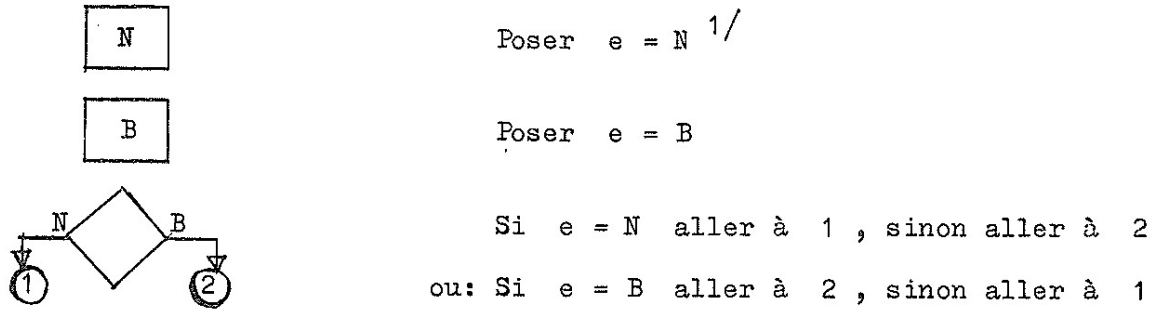 N Poser e = N 1/
B Poser e = B
N B Si e = N aller à 1 , sinon aller à 2
1 2 ou: Si e = B aller à 2 , sinon aller à 1